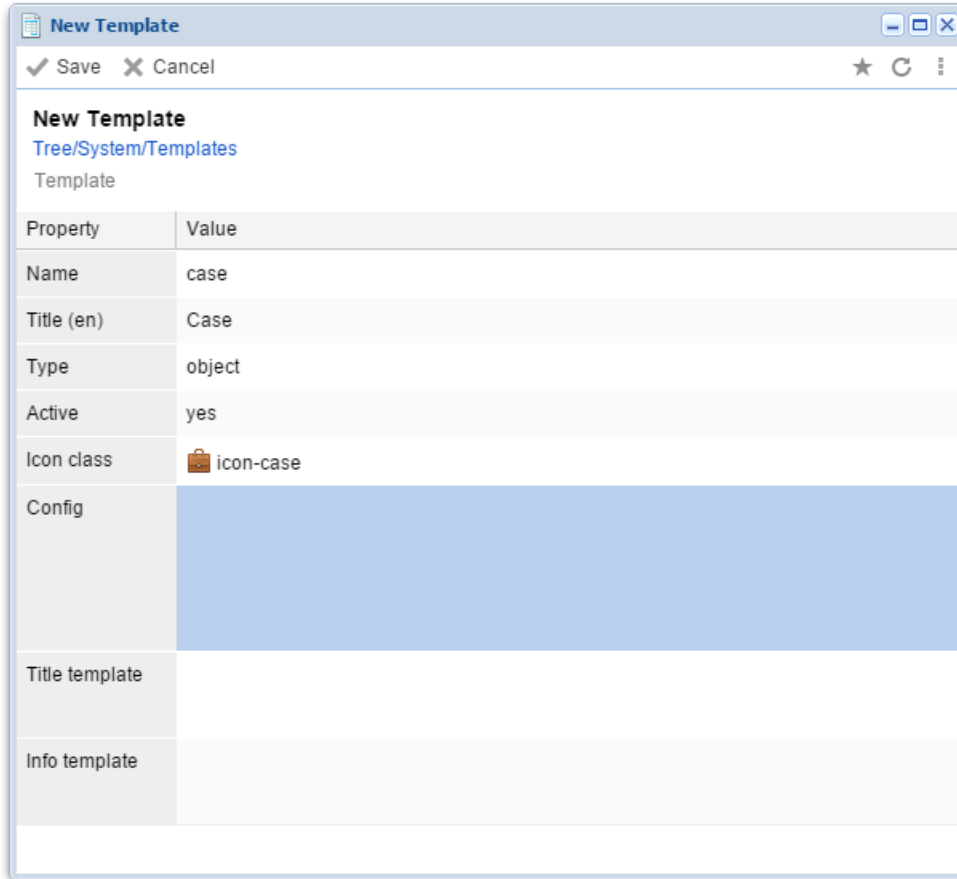 New Template
Save Cancel
New Template
Tree/System/Templates
Template
Property Value
Name case
Title (en) Case
Type object
Active yes
Icon class icon-case
Config
Title template
Info template